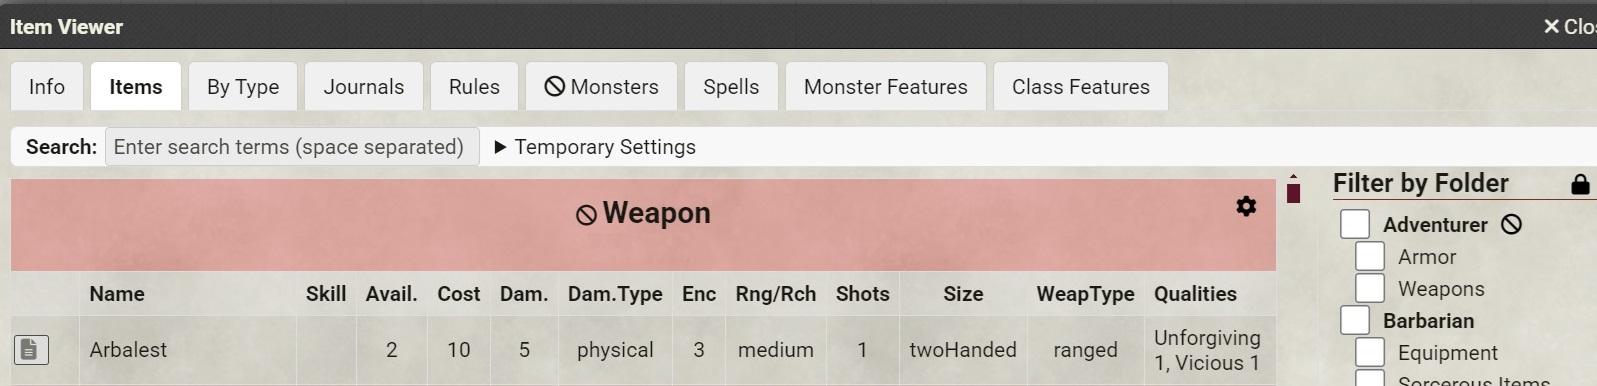 Item Viewer
Clos
Info Items By Type Journals Rules Monsters Spells Monster Features Class Features
Search: Enter search terms (space separated) Temporary Settings
Filter by Folder
Weapon
Adventurer
Armor
Weapons
Barbarian
Equipment
Sorcerous Items
Name Skill Avail. Cost Dam. Dam.Type Enc Rng/Rch Shots Size WeapType Qualities
Arbalest 2 10 5 physical 3 medium 1 twoHanded ranged Unforgiving
1, Vicious 1